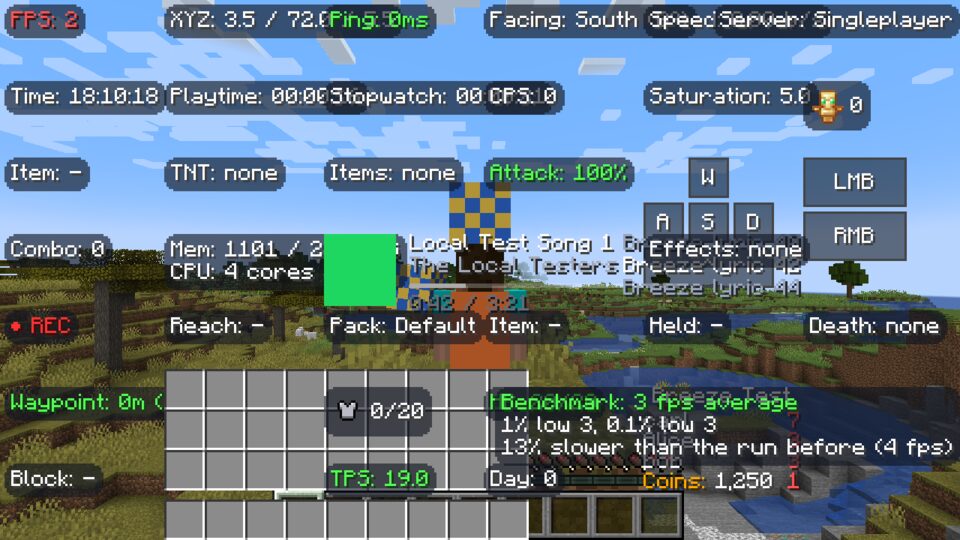 FPS: 2
XYZ: 3.5 / 72.0
Ping: 0ms
Facing: South
Speed
Server: Singleplayer
Time: 18:10:18
Playtime: 00:00
Stopwatch: 00
CPS:
Saturation: 5.0
0
Item: -
TNT: none
Items: none
Attack: 100%
W
LMB
A S D
RMB
Combo: 0
Mem: 1101 / 2
CPU: 4 cores
Local Test Song 1
The Local Testers
0:42 / 3:21
Effects: none
Breeze lyric 42
Breeze lyric 44
REC
Reach: -
Pack: Default
Item: -
Held: -
Death: none
Waypoint: 0m (
0/20
Breeze Test
Benchmark: 3 fps average
1% low 3, 0.1% low 3
13% slower than the run before (4 fps)
Block: -
TPS: 19.0
Day: 0
Coins: 1,250 1